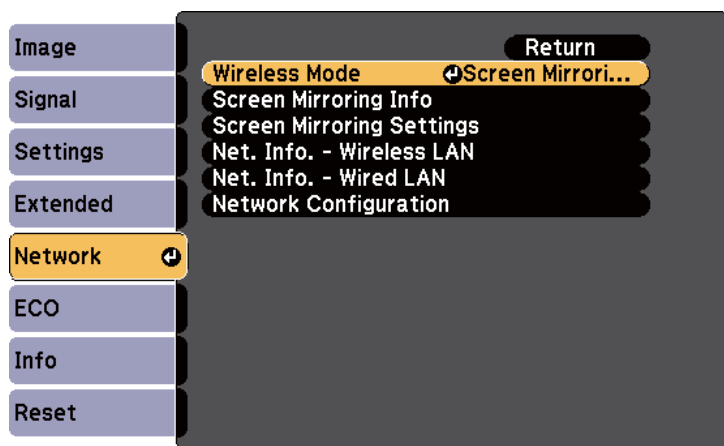 Image
Signal
Settings
Extended
Network
ECO
Info
Reset
Return
Wireless Mode Screen Mirrori...
Screen Mirroring Info
Screen Mirroring Settings
Net. Info. - Wireless LAN
Net. Info. - Wired LAN
Network Configuration